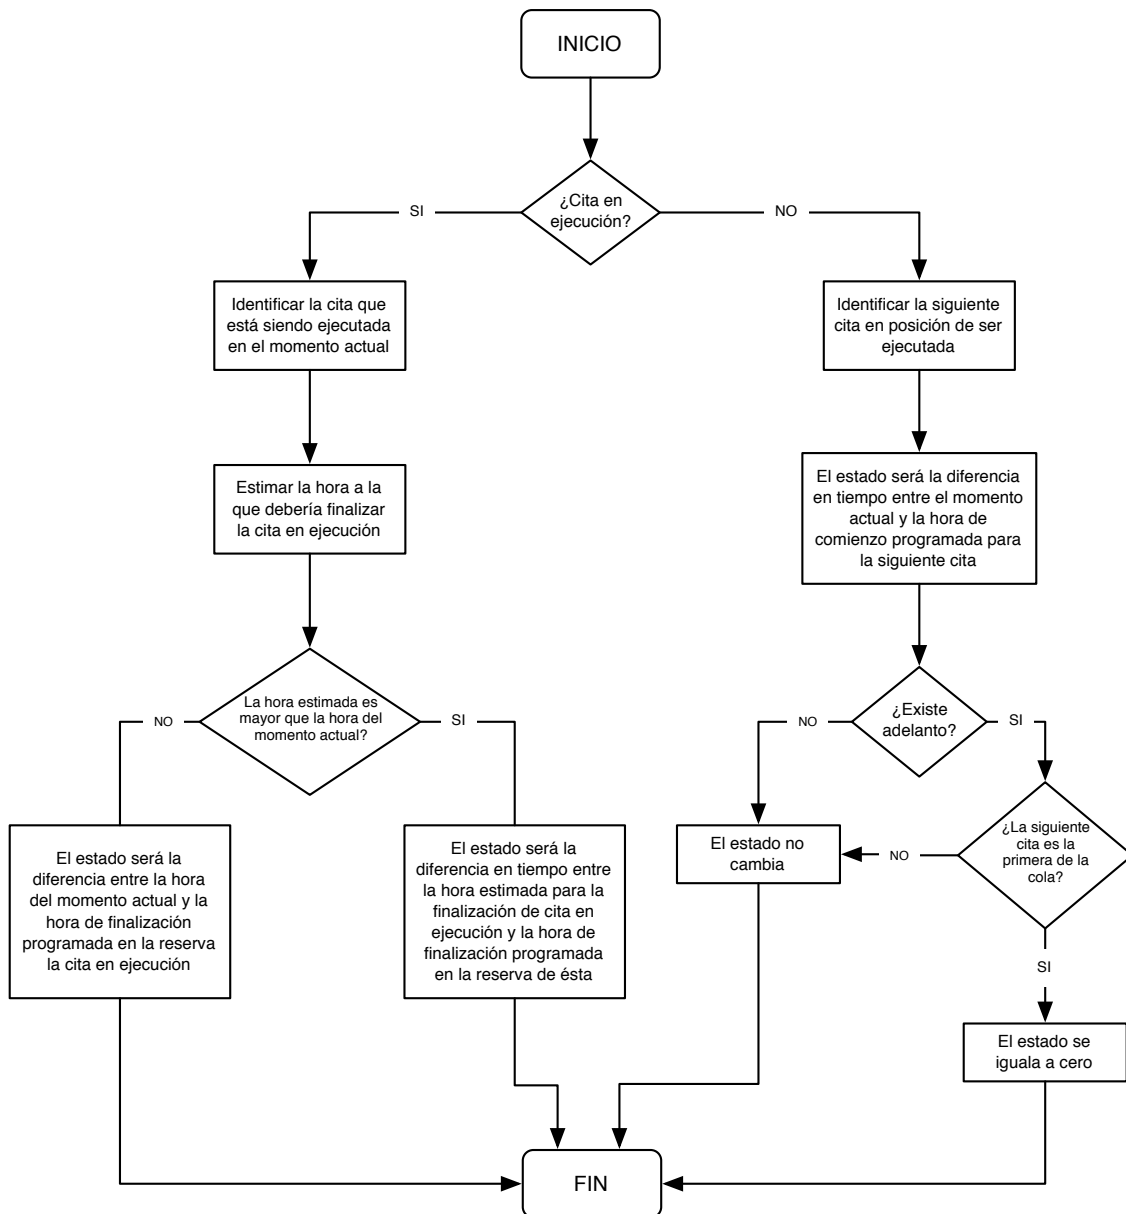 INICIO
¿Cita en
ejecución?
SI
NO
Identificar la cita que
está siendo ejecutada
en el momento actual
Identificar la siguiente
cita en posición de ser
ejecutada
Estimar la hora a la
que debería finalizar
la cita en ejecución
El estado será la diferencia
en tiempo entre el momento
actual y la hora de
comienzo programada para
la siguiente cita
La hora estimada es
mayor que la hora del
momento actual?
NO
SI
¿Existe
adelanto?
NO
SI
El estado será la
diferencia entre la hora
del momento actual y la
hora de finalización
programada en la reserva
la cita en ejecución
El estado será la
diferencia en tiempo entre
la hora estimada para la
finalización de cita en
ejecución y la hora de
finalización programada
en la reserva de ésta
El estado no
cambia
NO
¿La siguiente
cita es la
primera de la
cola?
SI
El estado se
iguala a cero
FIN